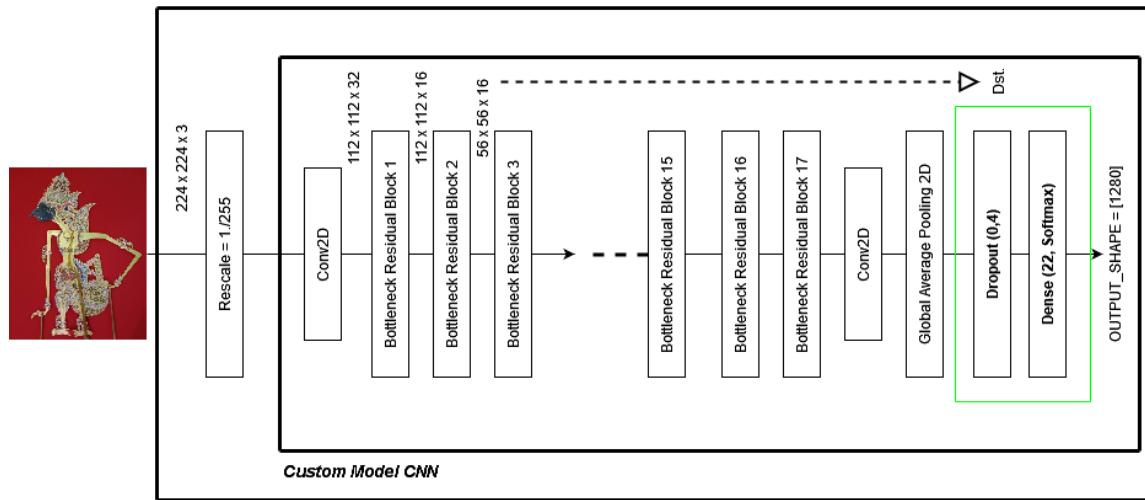 224 x 224 x 3
Rescale = 1./255
Conv2D
112 x 112 x 32
Bottleneck Residual Block 1
112 x 112 x 16
Bottleneck Residual Block 2
56 x 56 x 16
Bottleneck Residual Block 3
Bottleneck Residual Block 15
Bottleneck Residual Block 16
Bottleneck Residual Block 17
Conv2D
Global Average Pooling 2D
Dst.
Dropout (0,4)
Dense (22, Softmax)
OUTPUT_SHAPE = [1280]
Custom Model CNN